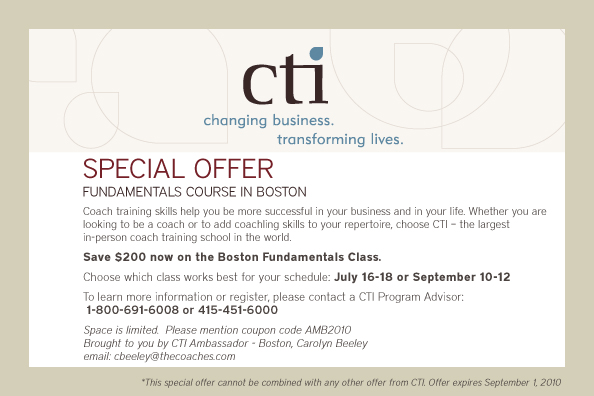 cti
changing business.
transforming lives.
SPECIAL OFFER
FUNDAMENTALS COURSE IN BOSTON
Coach training skills help you be more successful in your business and in your life. Whether you are
looking to be a coach or to add coachling skills to your repertoire, choose CTI – the largest
in-person coach training school in the world.
Save $200 now on the Boston Fundamentals Class.
Choose which class works best for your schedule: July 16-18 or September 10-12
To learn more information or register, please contact a CTI Program Advisor:
1-800-691-6008 or 415-451-6000
Space is limited. Please mention coupon code AMB2010
Brought to you by CTI Ambassador - Boston, Carolyn Beeley
email: cbeeley@thecoaches.com
*This special offer cannot be combined with any other offer from CTI. Offer expires September 1, 2010